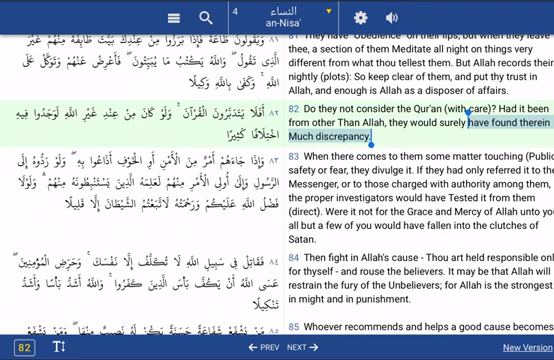 4
النساء
an-Nisa'
٨١ وَيَقُولُونَ طَاعَةٌ فَإِذَا بَرَزُوا مِنْ عِنْدِكَ بَيَّتَ طَائِفَةٌ مِنْهُمْ غَيْرَ
الَّذِي تَقُولُ ۖ وَاللَّهُ يَكْتُبُ مَا يُبَيِّتُونَ ۖ فَأَعْرِضْ عَنْهُمْ وَتَوَكَّلْ عَلَى
اللَّهِ ۚ وَكَفَىٰ بِاللَّهِ وَكِيلًا
٨٢ أَفَلَا يَتَدَبَّرُونَ الْقُرْآنَ ۚ وَلَوْ كَانَ مِنْ عِنْدِ غَيْرِ اللَّهِ لَوَجَدُوا فِيهِ
اخْتِلَافًا كَثِيرًا
٨٣ وَإِذَا جَاءَهُمْ أَمْرٌ مِنَ الْأَمْنِ أَوِ الْخَوْفِ أَذَاعُوا بِهِ ۖ وَلَوْ رَدُّوهُ إِلَى
الرَّسُولِ وَإِلَىٰ أُولِي الْأَمْرِ مِنْهُمْ لَعَلِمَهُ الَّذِينَ يَسْتَنْبِطُونَهُ مِنْهُمْ ۗ وَلَوْلَا
فَضْلُ اللَّهِ عَلَيْكُمْ وَرَحْمَتُهُ لَاتَّبَعْتُمُ الشَّيْطَانَ إِلَّا قَلِيلًا
٨٤ فَقَاتِلْ فِي سَبِيلِ اللَّهِ لَا تُكَلَّفُ إِلَّا نَفْسَكَ ۚ وَحَرِّضِ الْمُؤْمِنِينَ ۖ
عَسَى اللَّهُ أَنْ يَكُفَّ بَأْسَ الَّذِينَ كَفَرُوا ۚ وَاللَّهُ أَشَدُّ بَأْسًا وَأَشَدُّ
تَنْكِيلًا
٨٥ مَنْ يَشْفَعْ شَفَاعَةً حَسَنَةً يَكُنْ لَهُ نَصِيبٌ مِنْهَا ۖ وَمَنْ يَشْفَعْ
81 They have "Obedience" on their lips; but when they leave
thee, a section of them Meditate all night on things very
different from what thou tellest them. But Allah records their
nightly (plots): So keep clear of them, and put thy trust in
Allah, and enough is Allah as a disposer of affairs.
82 Do they not consider the Qur'an (with care)? Had it been
from other Than Allah, they would surely have found therein
Much discrepancy.
83 When there comes to them some matter touching (Public
safety or fear, they divulge it. If they had only referred it to the
Messenger, or to those charged with authority among them,
the proper investigators would have Tested it from them
(direct). Were it not for the Grace and Mercy of Allah unto you
all but a few of you would have fallen into the clutches of
Satan.
84 Then fight in Allah's cause - Thou art held responsible only
for thyself - and rouse the believers. It may be that Allah will
restrain the fury of the Unbelievers; for Allah is the strongest
in might and in punishment.
85 Whoever recommends and helps a good cause becomes
82
T
PREV NEXT
New Version